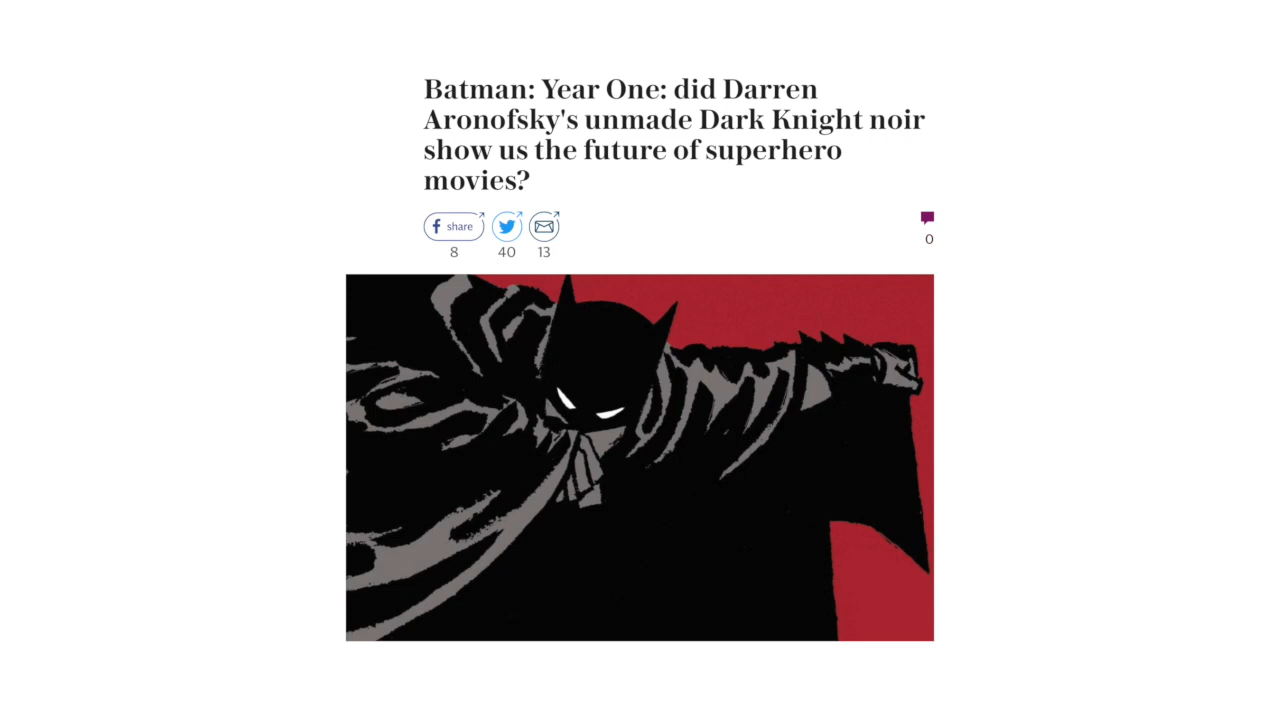 Batman: Year One: did Darren
Aronofsky's unmade Dark Knight noir
show us the future of superhero
movies?
share
8 40 13
0